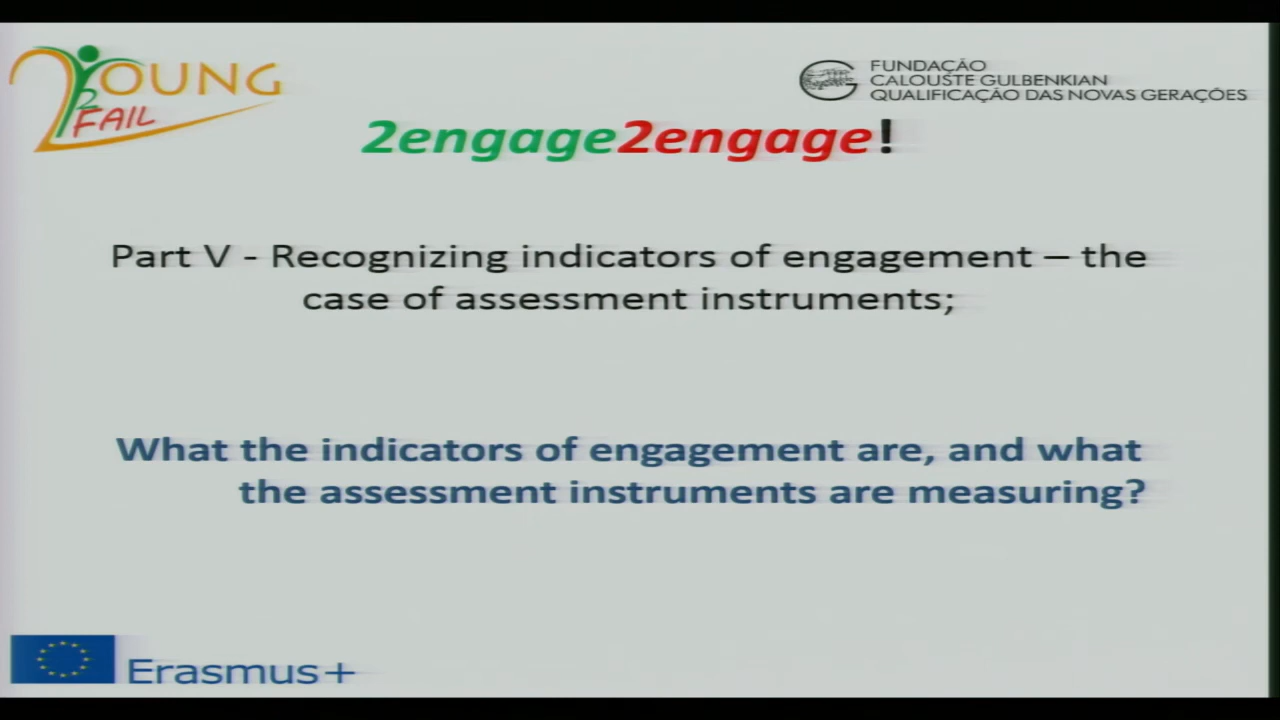 2YOUNG
2
FAIL
FUNDAÇÃO
CALOUSTE GULBENKIAN
QUALIFICAÇÃO DAS NOVAS GERAÇÕES
2engage2engage!
Part V - Recognizing indicators of engagement – the
case of assessment instruments;
What the indicators of engagement are, and what
the assessment instruments are measuring?
Erasmus+